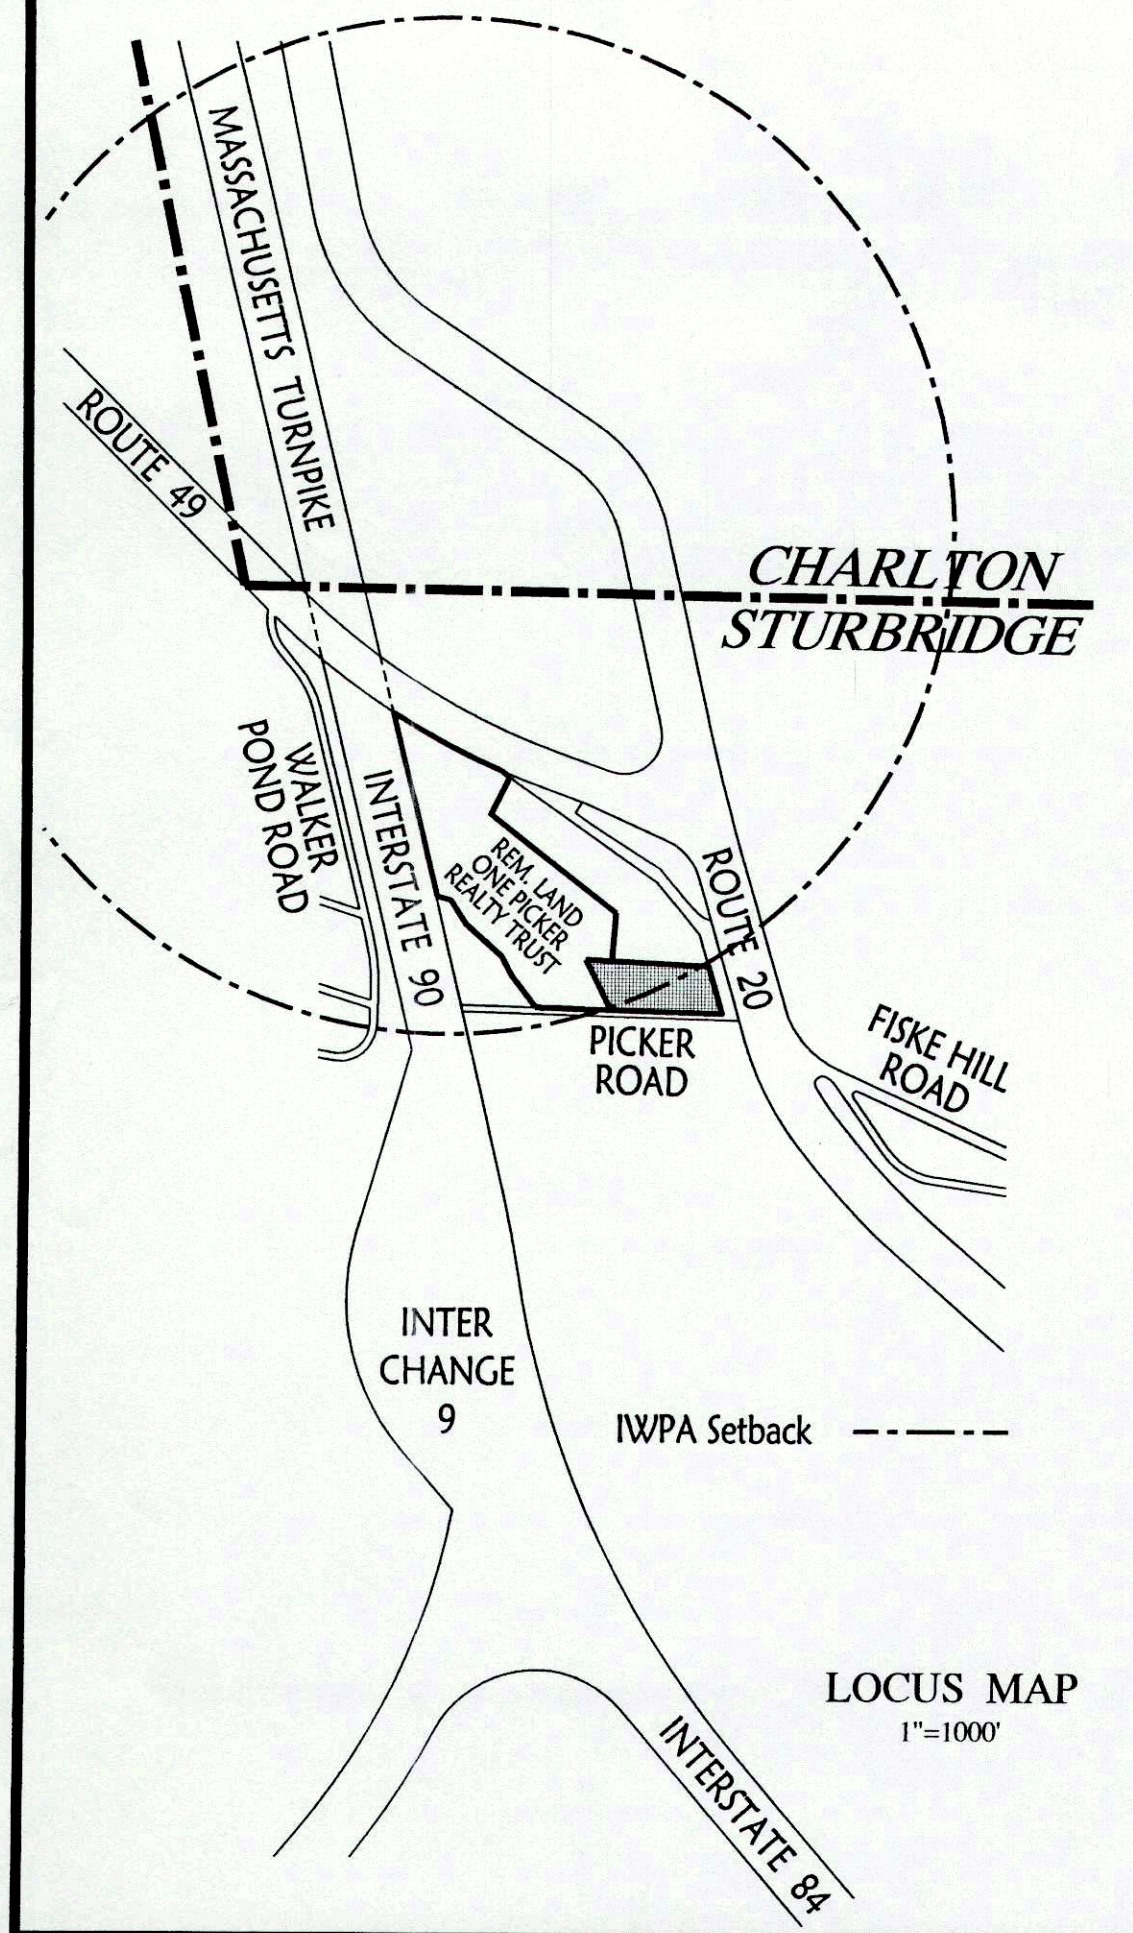 MASSACHUSETTS TURNPIKE
ROUTE 49
CHARLTON
STURBRIDGE
WALKER
POND ROAD
INTERSTATE 90
REM. LAND
ONE PICKER
REALTY TRUST
ROUTE 20
PICKER
ROAD
FISKE HILL
ROAD
INTER
CHANGE
9
IWPA Setback
LOCUS MAP
1"=1000'
INTERSTATE 84